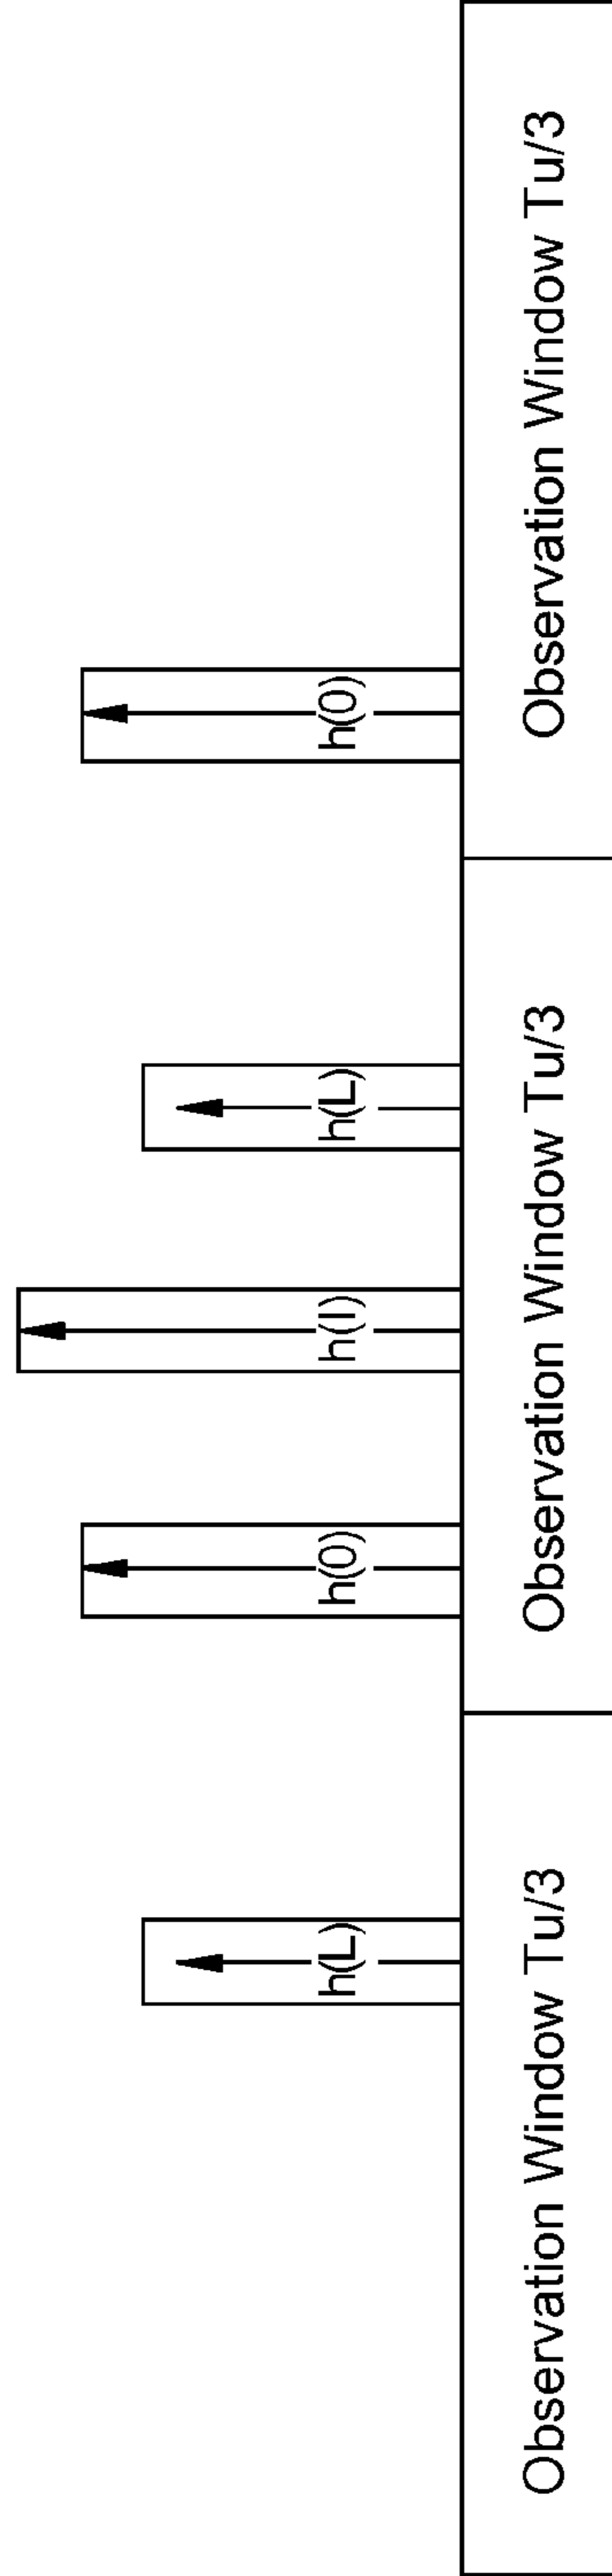 h(L)
h(0)
h(l)
h(L)
h(0)
Observation Window Tu/3
Observation Window Tu/3
Observation Window Tu/3